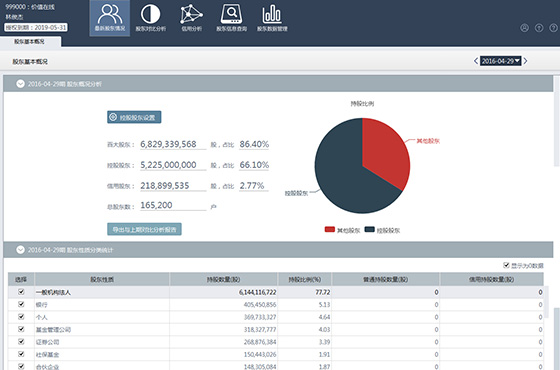 999000：价值在线
韩俊杰
授权到期：2019-05-31
最新股东情况 股东对比分析 信用分析 股东信息查询 股东数据管理
股东基本概况
股东基本概况 2016-04-29
2016-04-29期 股东概况分析
控股股东设置 持股比例
百大股东： 6,829,339,568 股，占比 86.40%
其他股东
控股股东： 5,225,000,000 股，占比 66.10%
信用股东： 218,899,535 股，占比 2.77%
控股股东
总股东数： 165,200 户
导出与上期对比分析报告 其他股东 控股股东
2016-04-29期 股东性质分类统计
显示为0数据
选择 股东性质 持股数量(股) 持股比例(%) 普通持股数量(股) 信用持股数量(股)
一般机构法人 6,144,116,722 77.72 0 0
银行 405,450,856 5.13 0 0
个人 369,733,327 4.64 0 0
基金管理公司 318,327,777 4.03 0 0
证券公司 268,876,384 3.39 0 0
社保基金 150,443,026 1.91 0 0
合伙企业 148,305,084 1.87 0 0